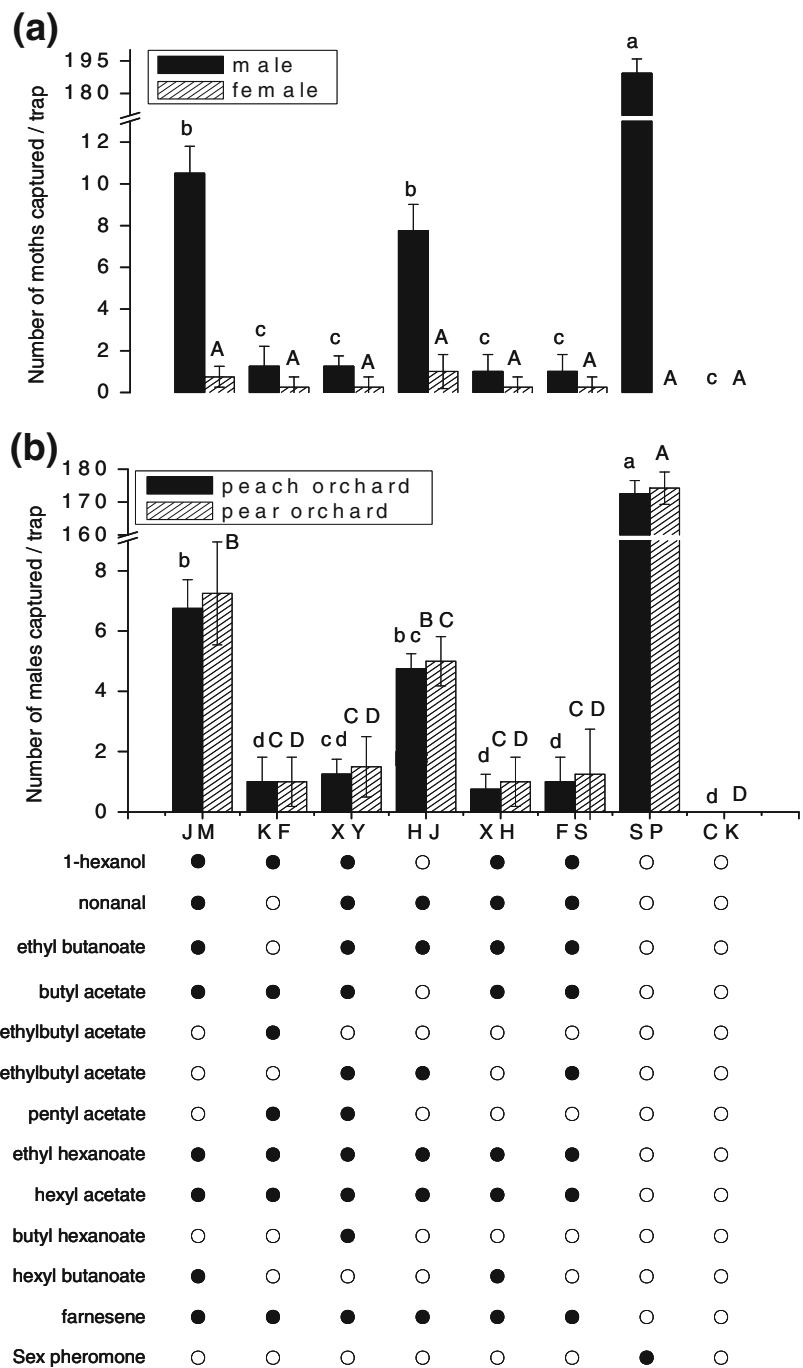 (a)
195
180
12
10
8
6
4
2
0
Number of moths captured / trap
male
female
b
A
c
A
c
A
b
A
c
A
c
A
a
A
c
A
(b)
180
170
160
8
6
4
2
0
Number of males captured / trap
peach orchard
pear orchard
b
B
d
C D
c d
C D
b c
B C
d
C D
d
C D
a
A
d
D
J M
K F
X Y
H J
X H
F S
S P
C K
1-hexanol
nonanal
ethyl butanoate
butyl acetate
ethylbutyl acetate
ethylbutyl acetate
pentyl acetate
ethyl hexanoate
hexyl acetate
butyl hexanoate
hexyl butanoate
farnesene
Sex pheromone